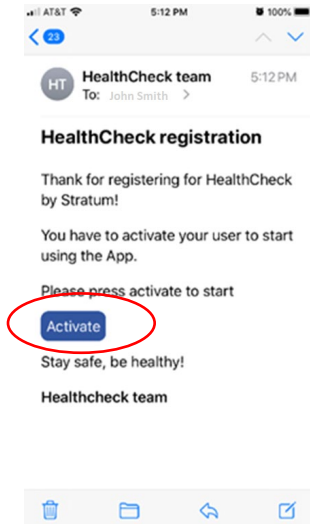 AT&T 5:12 PM 100%
23
HT HealthCheck team 5:12 PM
To: John Smith >
HealthCheck registration
Thank for registering for HealthCheck
by Stratum!
You have to activate your user to start
using the App.
Please press activate to start
Activate
Stay safe, be healthy!
Healthcheck team